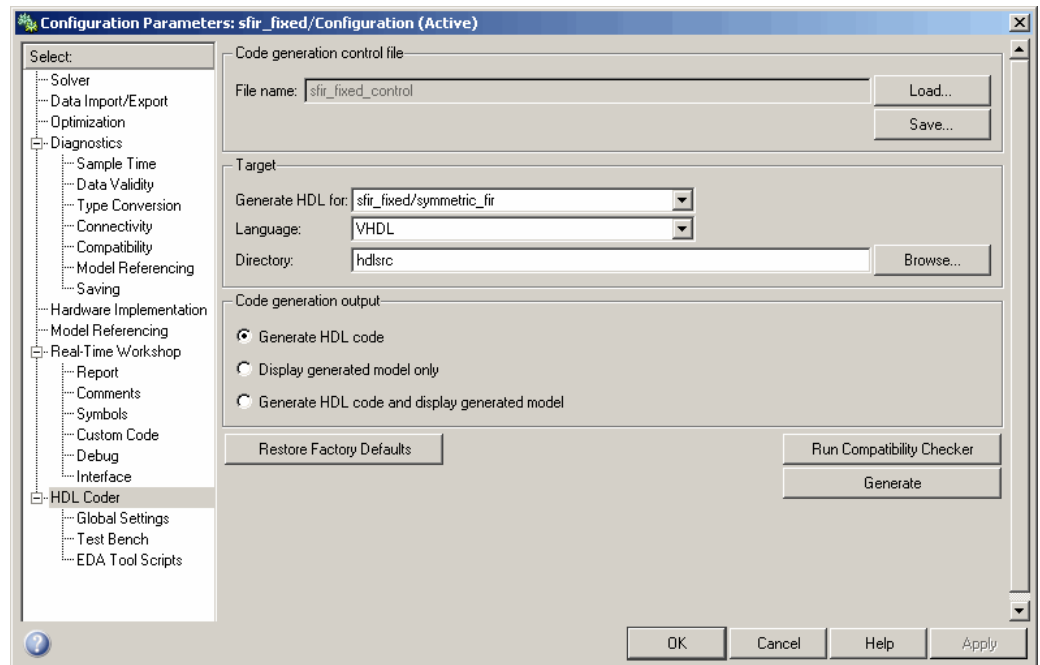 Configuration Parameters: sfir_fixed/Configuration (Active)
Select:
Solver
Data Import/Export
Optimization
Diagnostics
Sample Time
Data Validity
Type Conversion
Connectivity
Compatibility
Model Referencing
Saving
Hardware Implementation
Model Referencing
Real-Time Workshop
Report
Comments
Symbols
Custom Code
Debug
Interface
HDL Coder
Global Settings
Test Bench
EDA Tool Scripts
Code generation control file
File name: sfir_fixed_control
Load...
Save...
Target
Generate HDL for: sfir_fixed/symmetric_fir
Language: VHDL
Directory: hdlsrc
Browse...
Code generation output
Generate HDL code
Display generated model only
Generate HDL code and display generated model
Restore Factory Defaults
Run Compatibility Checker
Generate
OK
Cancel
Help
Apply